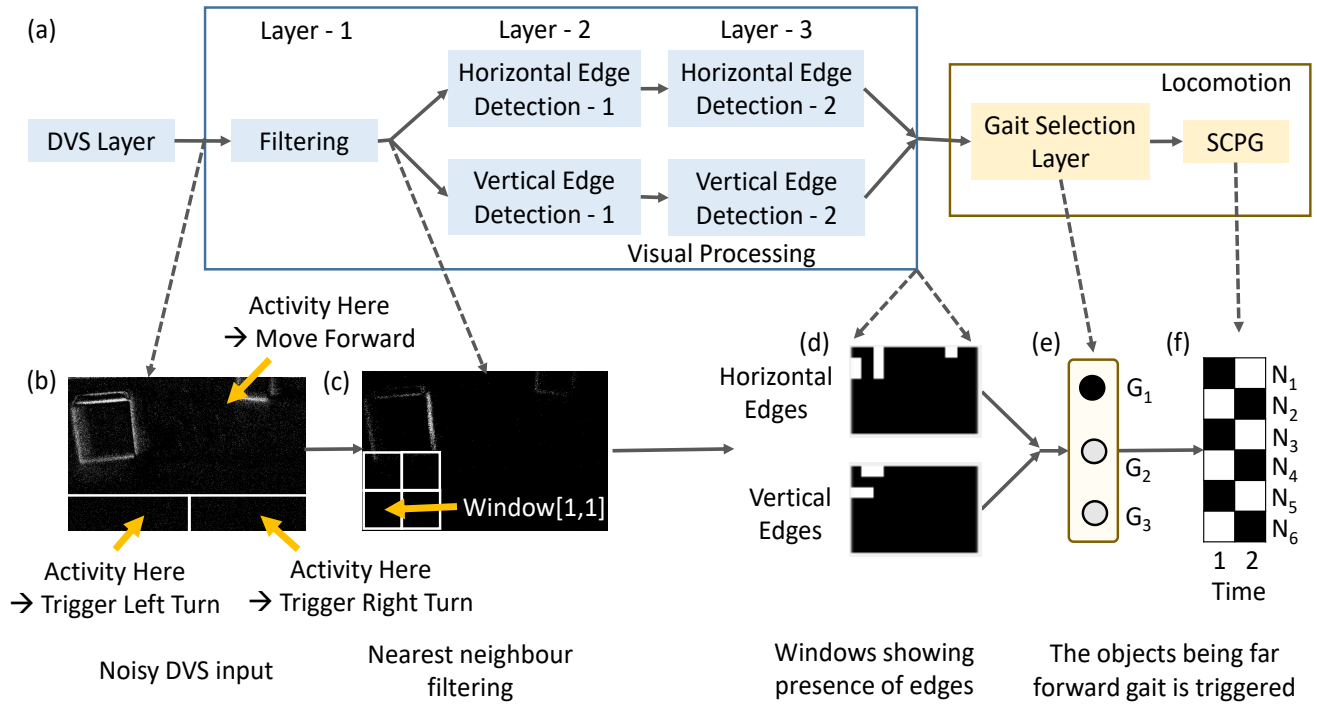 (a)
Layer - 1
Layer - 2
Layer - 3
DVS Layer
Filtering
Horizontal Edge
Detection - 1
Horizontal Edge
Detection - 2
Vertical Edge
Detection - 1
Vertical Edge
Detection - 2
Visual Processing
Locomotion
Gait Selection
Layer
SCPG
Activity Here
→ Move Forward
(b)
(c)
Window[1,1]
Activity Here
→ Trigger Left Turn
Activity Here
→ Trigger Right Turn
(d)
Horizontal
Edges
Vertical
Edges
(e)
G1
G2
G3
(f)
N1
N2
N3
N4
N5
N6
1 2
Time
Noisy DVS input
Nearest neighbour
filtering
Windows showing
presence of edges
The objects being far
forward gait is triggered